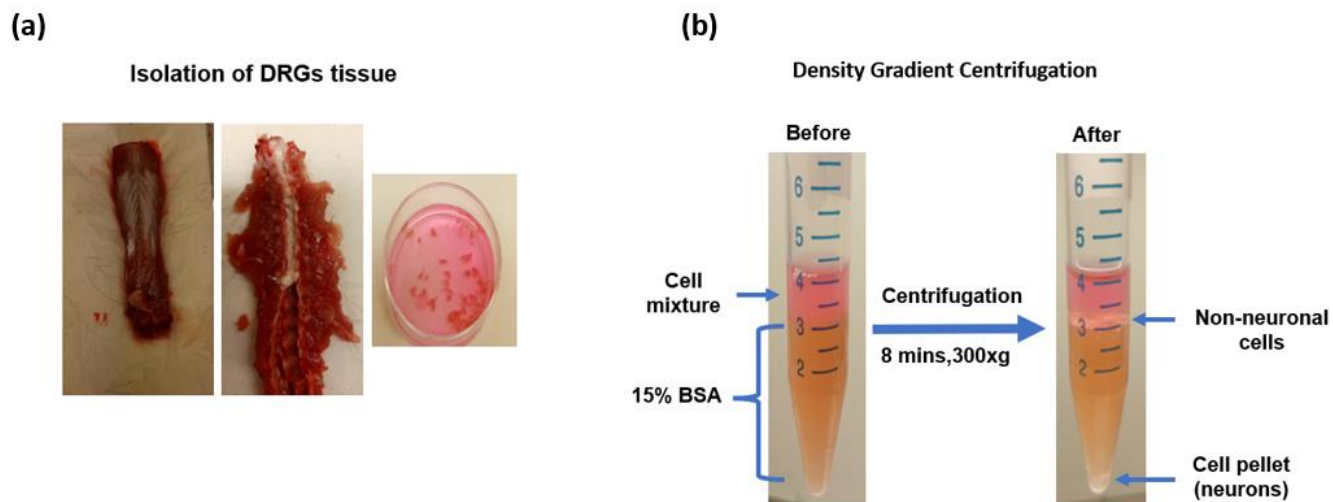 (a)
Isolation of DRGs tissue
(b)
Density Gradient Centrifugation
Before
After
6
5
4
3
2
6
5
4
3
2
Cell
mixture
15% BSA
Centrifugation
8 mins,300xg
Non-neuronal
cells
Cell pellet
(neurons)